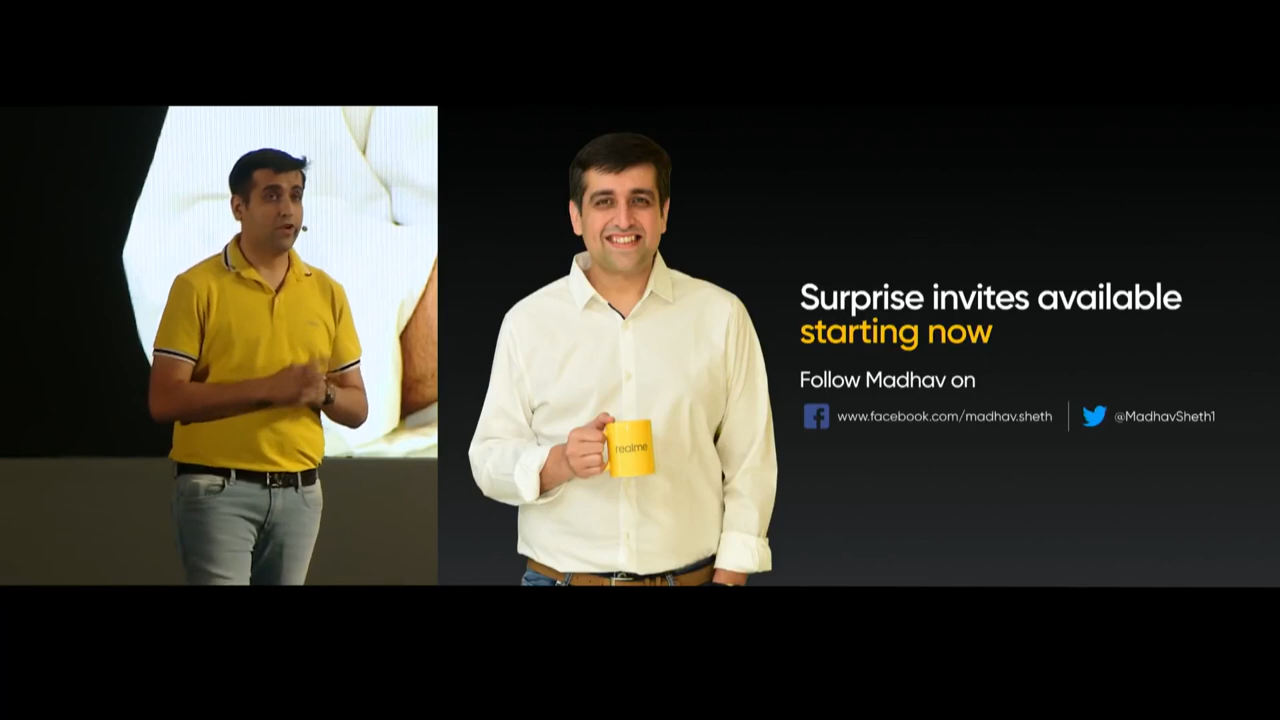 Surprise invites available
starting now
Follow Madhav on
www.facebook.com/madhav.sheth
@MadhavSheth1
realme